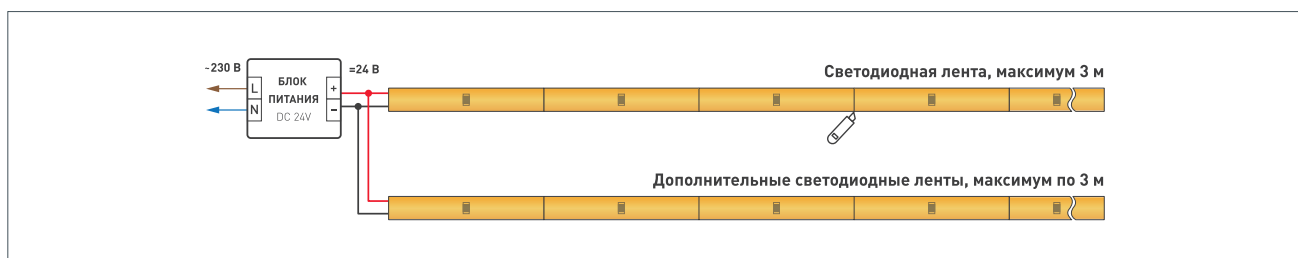 ~230 В
L
N
БЛОК
ПИТАНИЯ
DC 24V
+
−
=24 В
Светодиодная лента, максимум 3 м
Дополнительные светодиодные ленты, максимум по 3 м